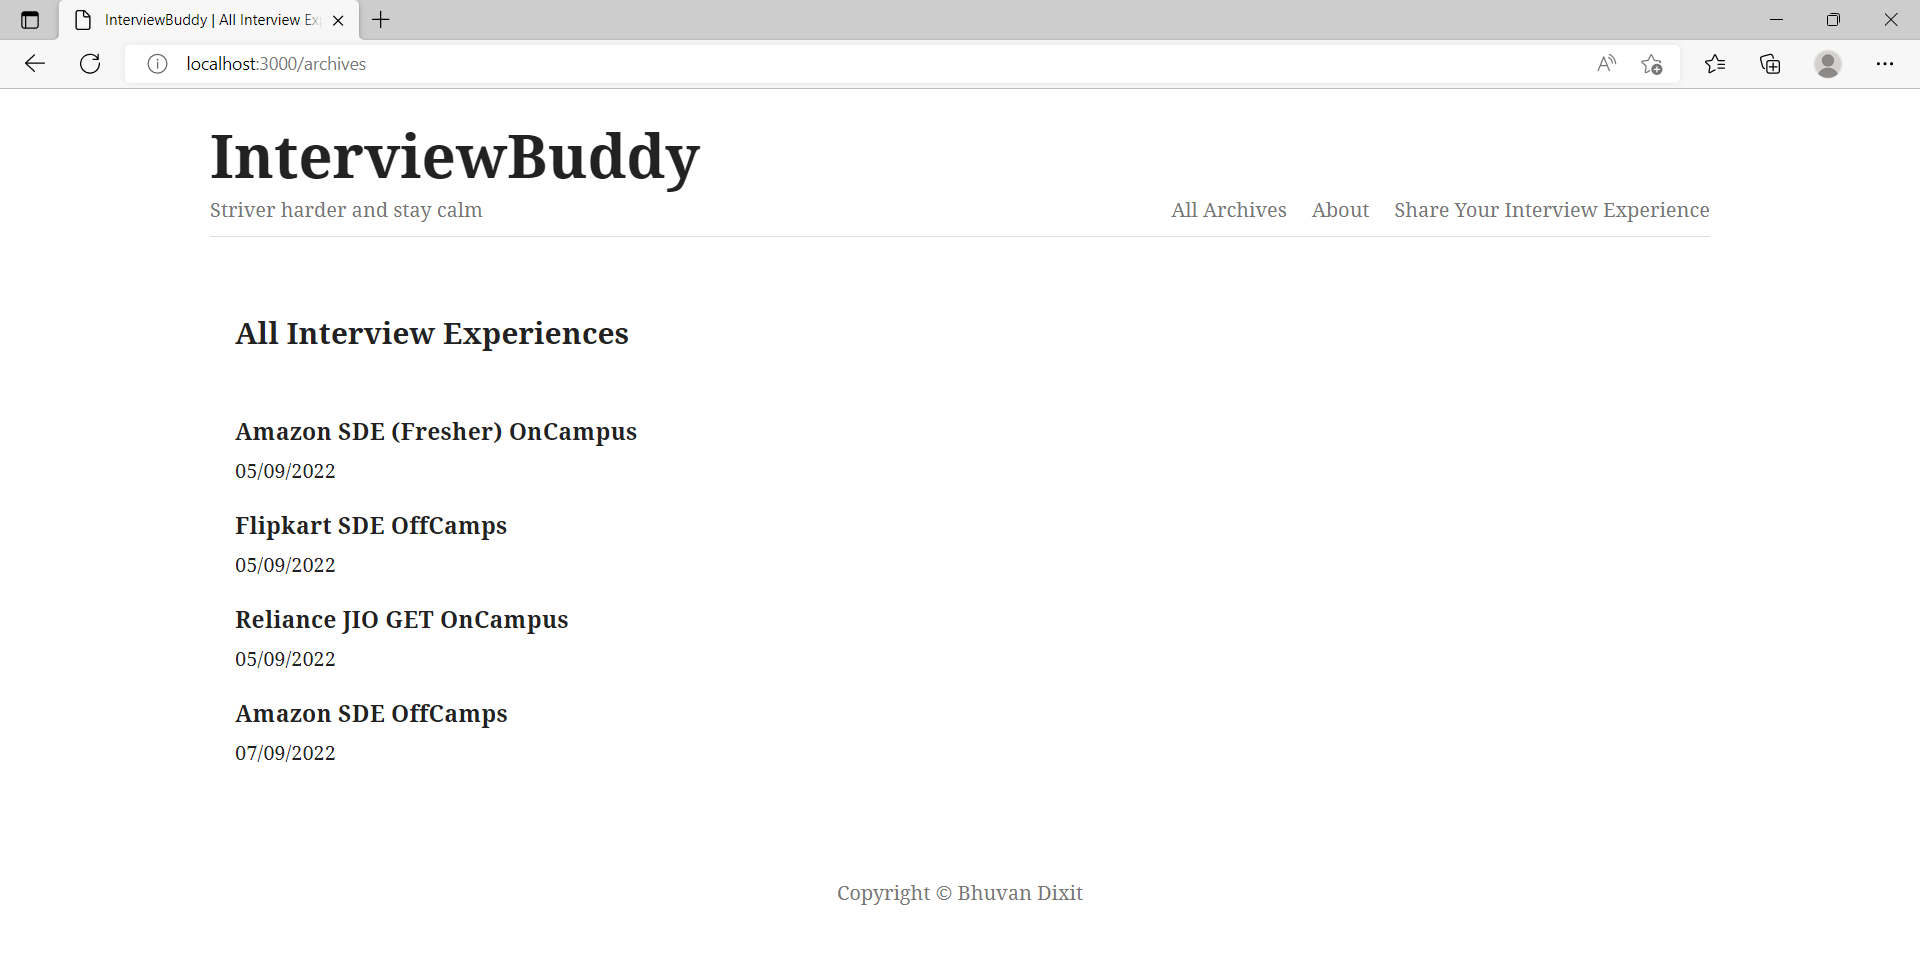 InterviewBuddy | All Interview Ex
localhost:3000/archives
InterviewBuddy
Striver harder and stay calm
All Archives About Share Your Interview Experience
All Interview Experiences
Amazon SDE (Fresher) OnCampus
05/09/2022
Flipkart SDE OffCamps
05/09/2022
Reliance JIO GET OnCampus
05/09/2022
Amazon SDE OffCamps
07/09/2022
Copyright © Bhuvan Dixit